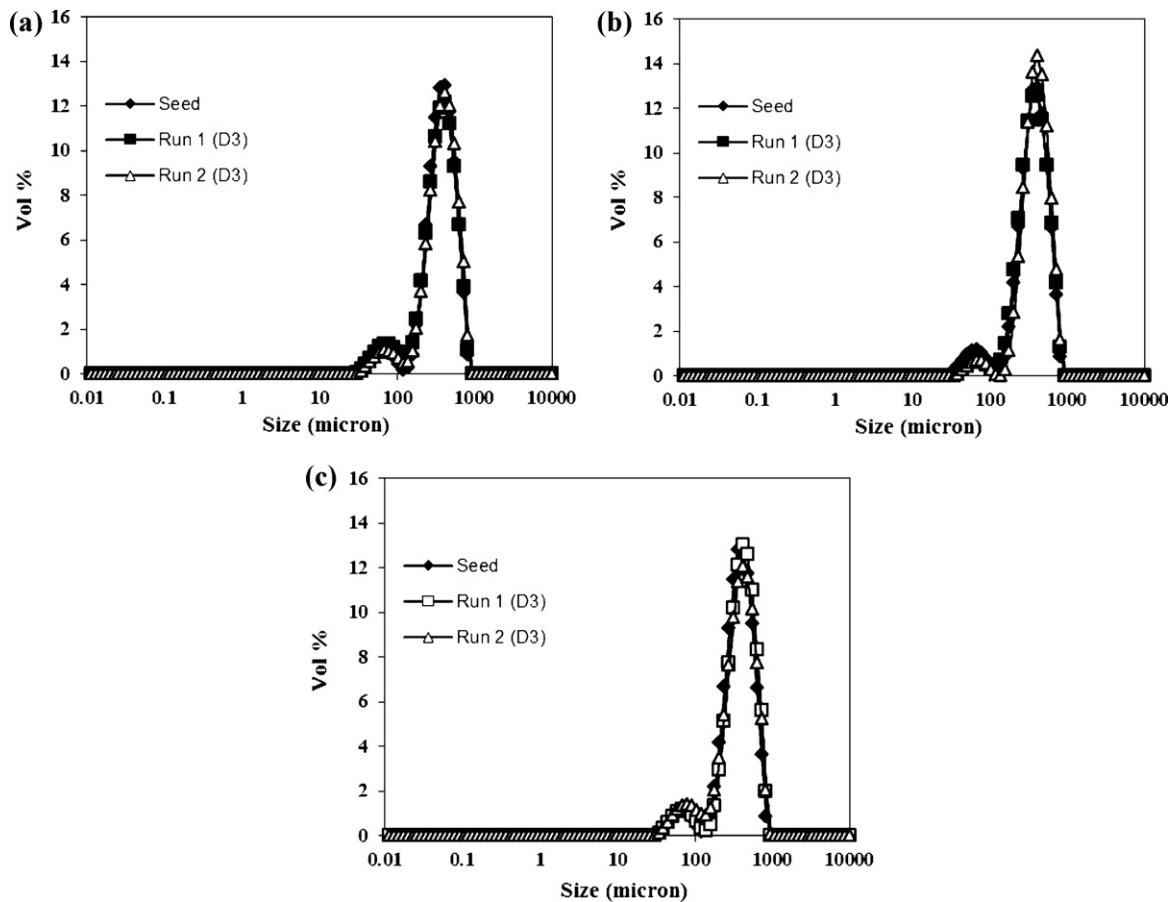 (a)
16
14
12
10
8
6
4
2
0
Vol %
Seed
Run 1 (D3)
Run 2 (D3)
0.01 0.1 1 10 100 1000 10000
Size (micron)
(b)
16
14
12
10
8
6
4
2
0
Vol %
Seed
Run 1 (D3)
Run 2 (D3)
0.01 0.1 1 10 100 1000 10000
Size (micron)
(c)
16
14
12
10
8
6
4
2
0
Vol %
Seed
Run 1 (D3)
Run 2 (D3)
0.01 0.1 1 10 100 1000 10000
Size (micron)